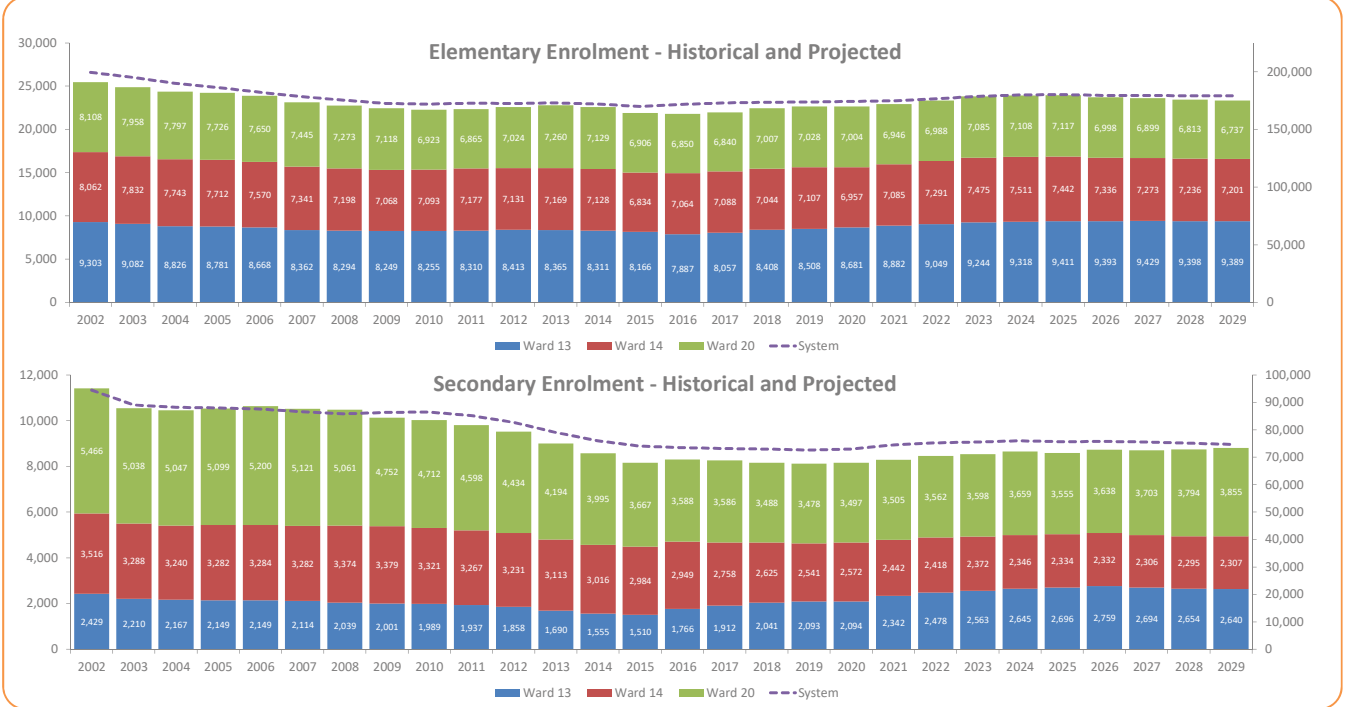 Elementary Enrolment - Historical and Projected
30,000
25,000
20,000
15,000
10,000
5,000
0
200,000
150,000
100,000
50,000
0
8,108 7,958 7,797 7,726 7,650 7,445 7,273 7,118 6,923 6,865 7,024 7,260 7,129 6,906 6,850 6,840 7,007 7,028 7,004 6,946 6,988 7,085 7,108 7,117 6,998 6,899 6,813 6,737
8,062 7,832 7,743 7,712 7,570 7,341 7,198 7,068 7,093 7,177 7,131 7,169 7,128 6,834 7,064 7,088 7,044 7,107 6,957 7,085 7,291 7,475 7,511 7,442 7,336 7,273 7,236 7,201
9,303 9,082 8,826 8,781 8,668 8,362 8,294 8,249 8,255 8,310 8,413 8,365 8,311 8,166 7,887 8,057 8,408 8,508 8,681 8,882 9,049 9,244 9,318 9,411 9,393 9,429 9,398 9,389
2002 2003 2004 2005 2006 2007 2008 2009 2010 2011 2012 2013 2014 2015 2016 2017 2018 2019 2020 2021 2022 2023 2024 2025 2026 2027 2028 2029
Ward 13 Ward 14 Ward 20 System
Secondary Enrolment - Historical and Projected
12,000
10,000
8,000
6,000
4,000
2,000
0
100,000
90,000
80,000
70,000
60,000
50,000
40,000
30,000
20,000
10,000
0
5,466 5,038 5,047 5,099 5,200 5,121 5,061 4,752 4,712 4,598 4,434 4,194 3,995 3,667 3,588 3,586 3,488 3,478 3,497 3,505 3,562 3,598 3,659 3,555 3,638 3,703 3,794 3,855
3,516 3,288 3,240 3,282 3,284 3,282 3,374 3,379 3,321 3,267 3,231 3,113 3,016 2,984 2,949 2,758 2,625 2,541 2,572 2,442 2,418 2,372 2,346 2,334 2,332 2,306 2,295 2,307
2,429 2,210 2,167 2,149 2,149 2,114 2,039 2,001 1,989 1,937 1,858 1,690 1,555 1,510 1,766 1,912 2,041 2,093 2,094 2,342 2,478 2,563 2,645 2,696 2,759 2,694 2,654 2,640
2002 2003 2004 2005 2006 2007 2008 2009 2010 2011 2012 2013 2014 2015 2016 2017 2018 2019 2020 2021 2022 2023 2024 2025 2026 2027 2028 2029
Ward 13 Ward 14 Ward 20 System